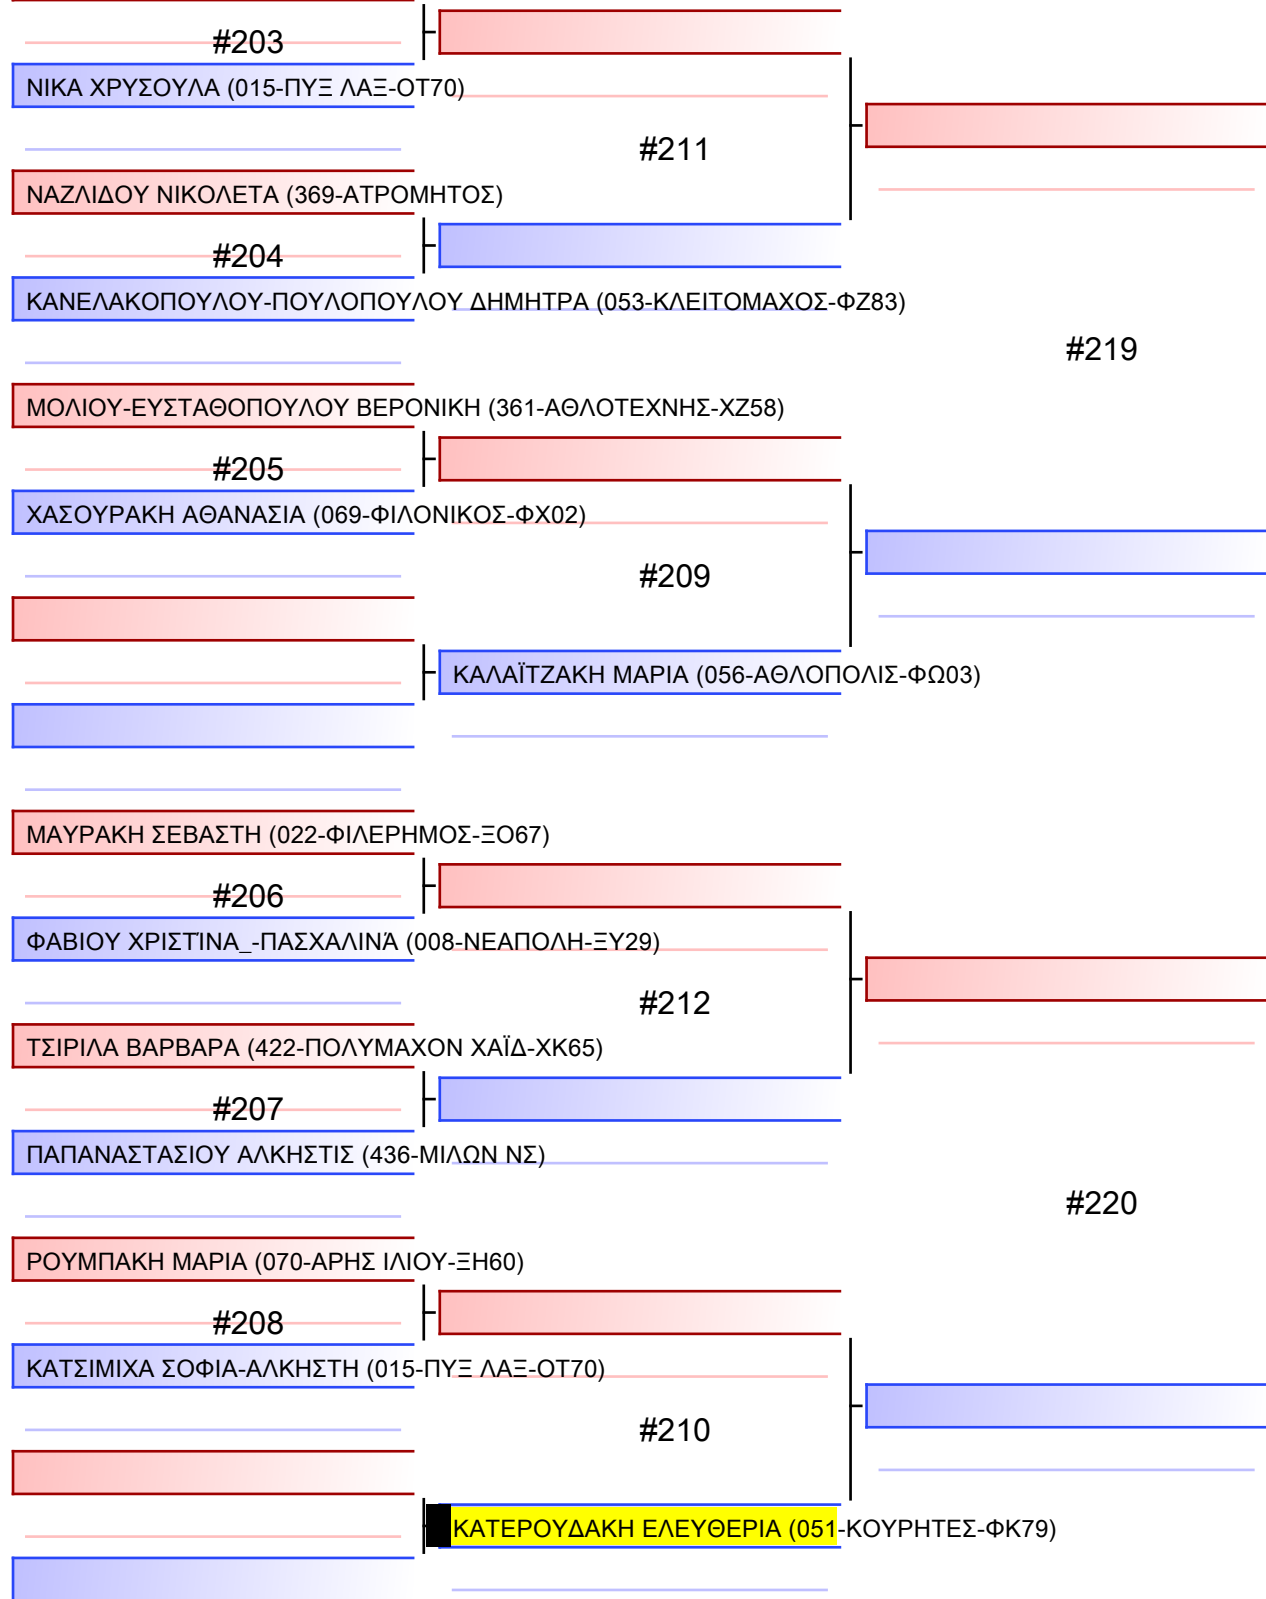 #203
ΝΙΚΑ ΧΡΥΣΟΥΛΑ (015-ΠΥΞ ΛΑΞ-ΟΤ70)
#211
ΝΑΖΛΙΔΟΥ ΝΙΚΟΛΕΤΑ (369-ΑΤΡΟΜΗΤΟΣ)
#204
ΚΑΝΕΛΑΚΟΠΟΥΛΟΥ-ΠΟΥΛΟΠΟΥΛΟΥ ΔΗΜΗΤΡΑ (053-ΚΛΕΙΤΟΜΑΧΟΣ-ΦΖ83)
#219
ΜΟΛΙΟΥ-ΕΥΣΤΑΘΟΠΟΥΛΟΥ ΒΕΡΟΝΙΚΗ (361-ΑΘΛΟΤΕΧΝΗΣ-ΧΖ58)
#205
ΧΑΣΟΥΡΑΚΗ ΑΘΑΝΑΣΙΑ (069-ΦΙΛΟΝΙΚΟΣ-ΦΧ02)
#209
ΚΑΛΑΪΤΖΑΚΗ ΜΑΡΙΑ (056-ΑΘΛΟΠΟΛΙΣ-ΦΩ03)
ΜΑΥΡΑΚΗ ΣΕΒΑΣΤΗ (022-ΦΙΛΕΡΗΜΟΣ-ΞΟ67)
#206
ΦΑΒΙΟΥ ΧΡΙΣΤΊΝΑ_-ΠΑΣΧΑΛΙΝΆ (008-ΝΕΑΠΟΛΗ-ΞΥ29)
#212
ΤΣΙΡΙΛΑ ΒΑΡΒΑΡΑ (422-ΠΟΛΥΜΑΧΟΝ ΧΑΪΔ-ΧΚ65)
#207
ΠΑΠΑΝΑΣΤΑΣΙΟΥ ΑΛΚΗΣΤΙΣ (436-ΜΙΛΩΝ ΝΣ)
#220
ΡΟΥΜΠΑΚΗ ΜΑΡΙΑ (070-ΑΡΗΣ ΙΛΙΟΥ-ΞΗ60)
#208
ΚΑΤΣΙΜΙΧΑ ΣΟΦΙΑ-ΑΛΚΗΣΤΗ (015-ΠΥΞ ΛΑΞ-ΟΤ70)
#210
ΚΑΤΕΡΟΥΔΑΚΗ ΕΛΕΥΘΕΡΙΑ (051-ΚΟΥΡΗΤΕΣ-ΦΚ79)